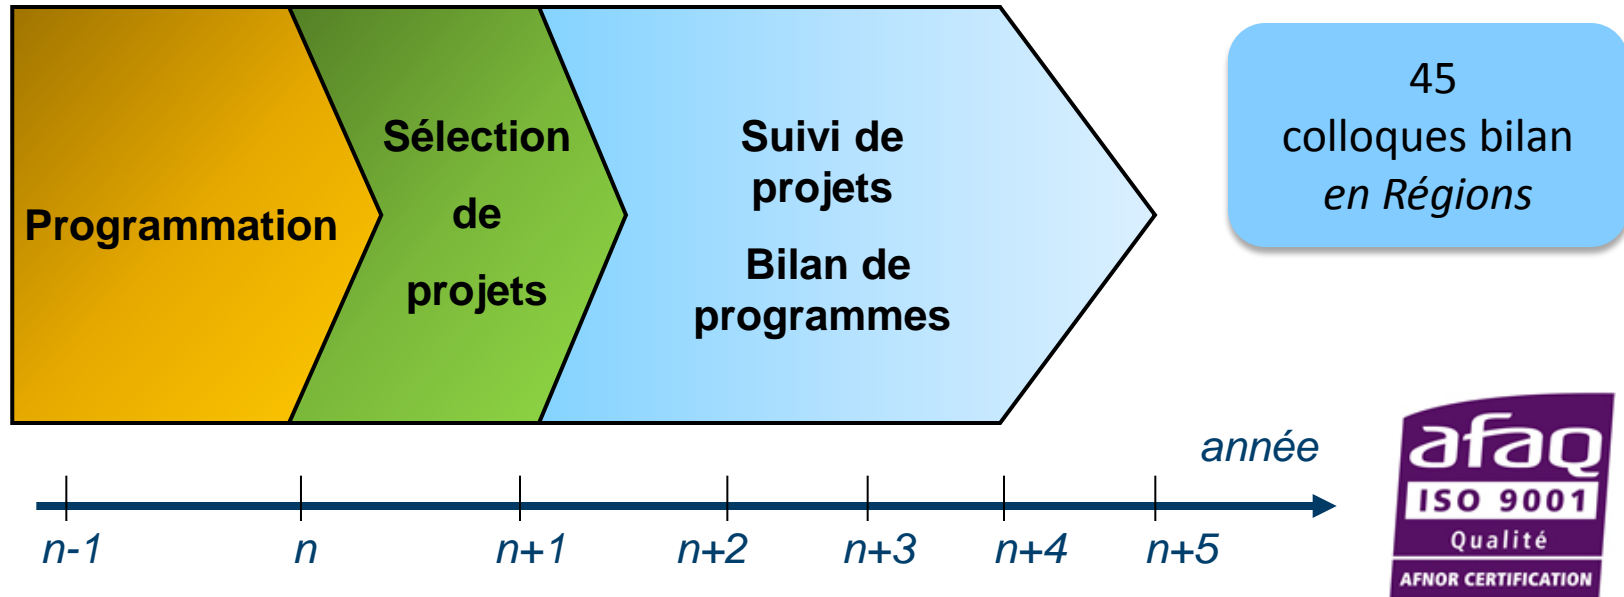 Programmation
Sélection
de
projets
Suivi de
projets
Bilan de
programmes
45
colloques bilan
en Régions
année
n-1
n
n+1
n+2
n+3
n+4
n+5
afaq
ISO 9001
Qualité
AFNOR CERTIFICATION